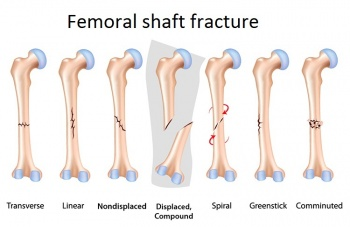 Femoral shaft fracture
Transverse
Linear
Nondisplaced
Displaced,
Compound
Spiral
Greenstick
Comminuted